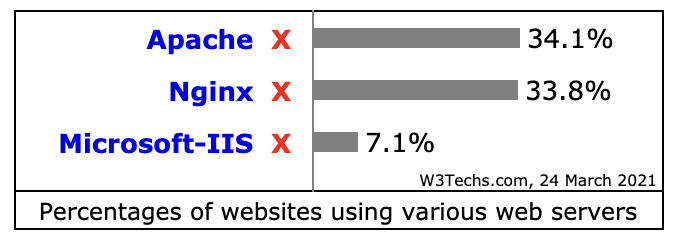 Apache X 34.1%
Nginx X 33.8%
Microsoft-IIS X 7.1%
W3Techs.com, 24 March 2021
Percentages of websites using various web servers